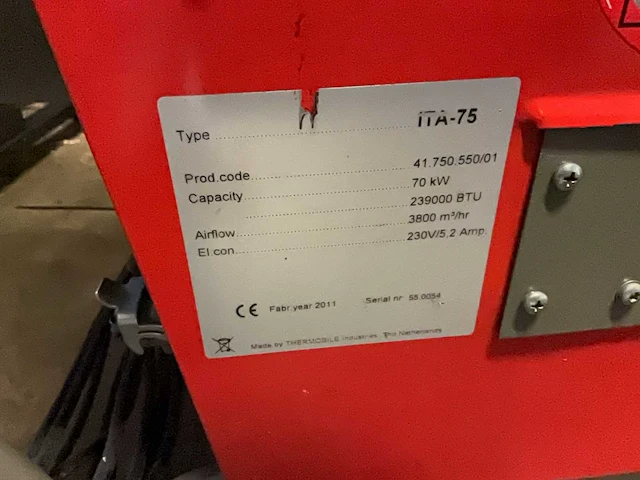 Type ITA-75
Prod.code 41.750.550/01
Capacity 70 kW
239000 BTU
Airflow 3800 m³/hr
El.con. 230V/5,2 Amp.
CE Fabr.year 2011 Serial nr 55.0054
Made by THERMOBILE Industries, The Netherlands